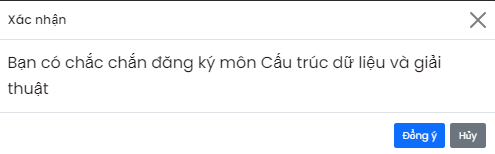 Xác nhận
Bạn có chắc chắn đăng ký môn Cấu trúc dữ liệu và giải
thuật
Đồng ý Hủy